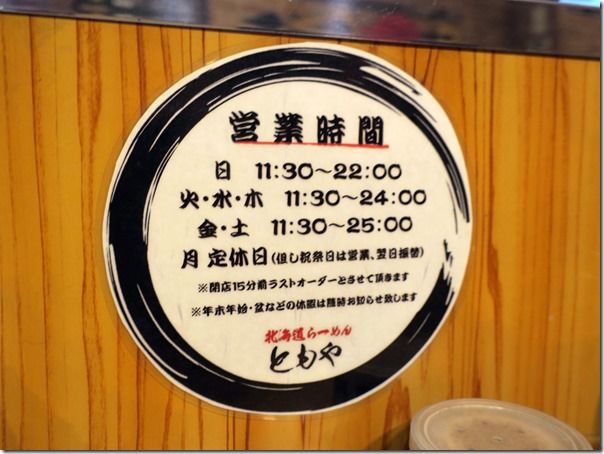 営業時間
日 11:30～22:00
火・水・木 11:30～24:00
金・土 11:30～25:00
月 定休日(但し祝祭日は営業、翌日振替)
※閉店15分前ラストオーダーとさせて頂きます
※年末年始・盆などの休暇は随時お知らせ致します
北海道らーめん
ともや